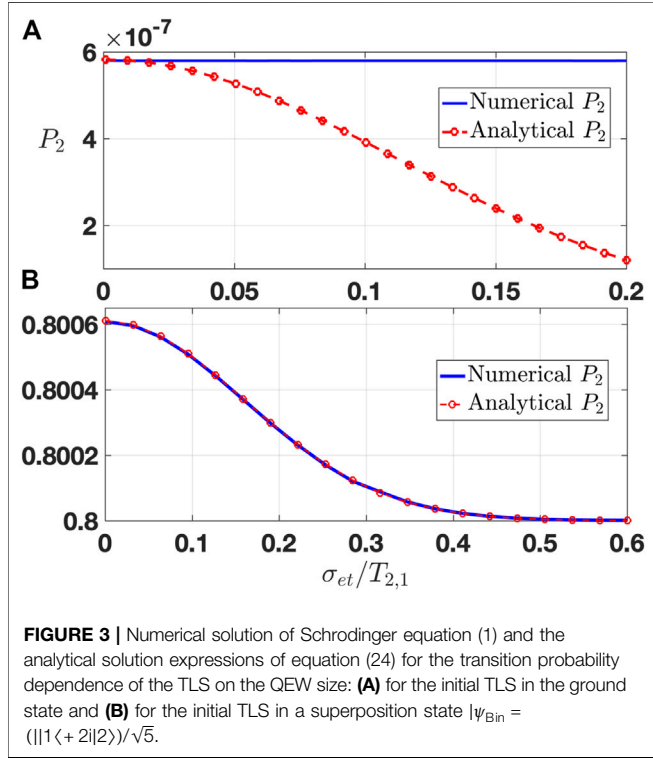 A
6 ×10⁻⁷
Numerical P₂
Analytical P₂
P₂
4
2
0 0.05 0.1 0.15 0.2
B
0.8006
Numerical P₂
Analytical P₂
0.8004
0.8002
0.8
0 0.1 0.2 0.3 0.4 0.5 0.6
σₑₜ/T₂,₁
FIGURE 3 | Numerical solution of Schrodinger equation (1) and the
analytical solution expressions of equation (24) for the transition probability
dependence of the TLS on the QEW size: (A) for the initial TLS in the ground
state and (B) for the initial TLS in a superposition state |ψBin =
(||1⟨+ 2i|2⟩)/√5.